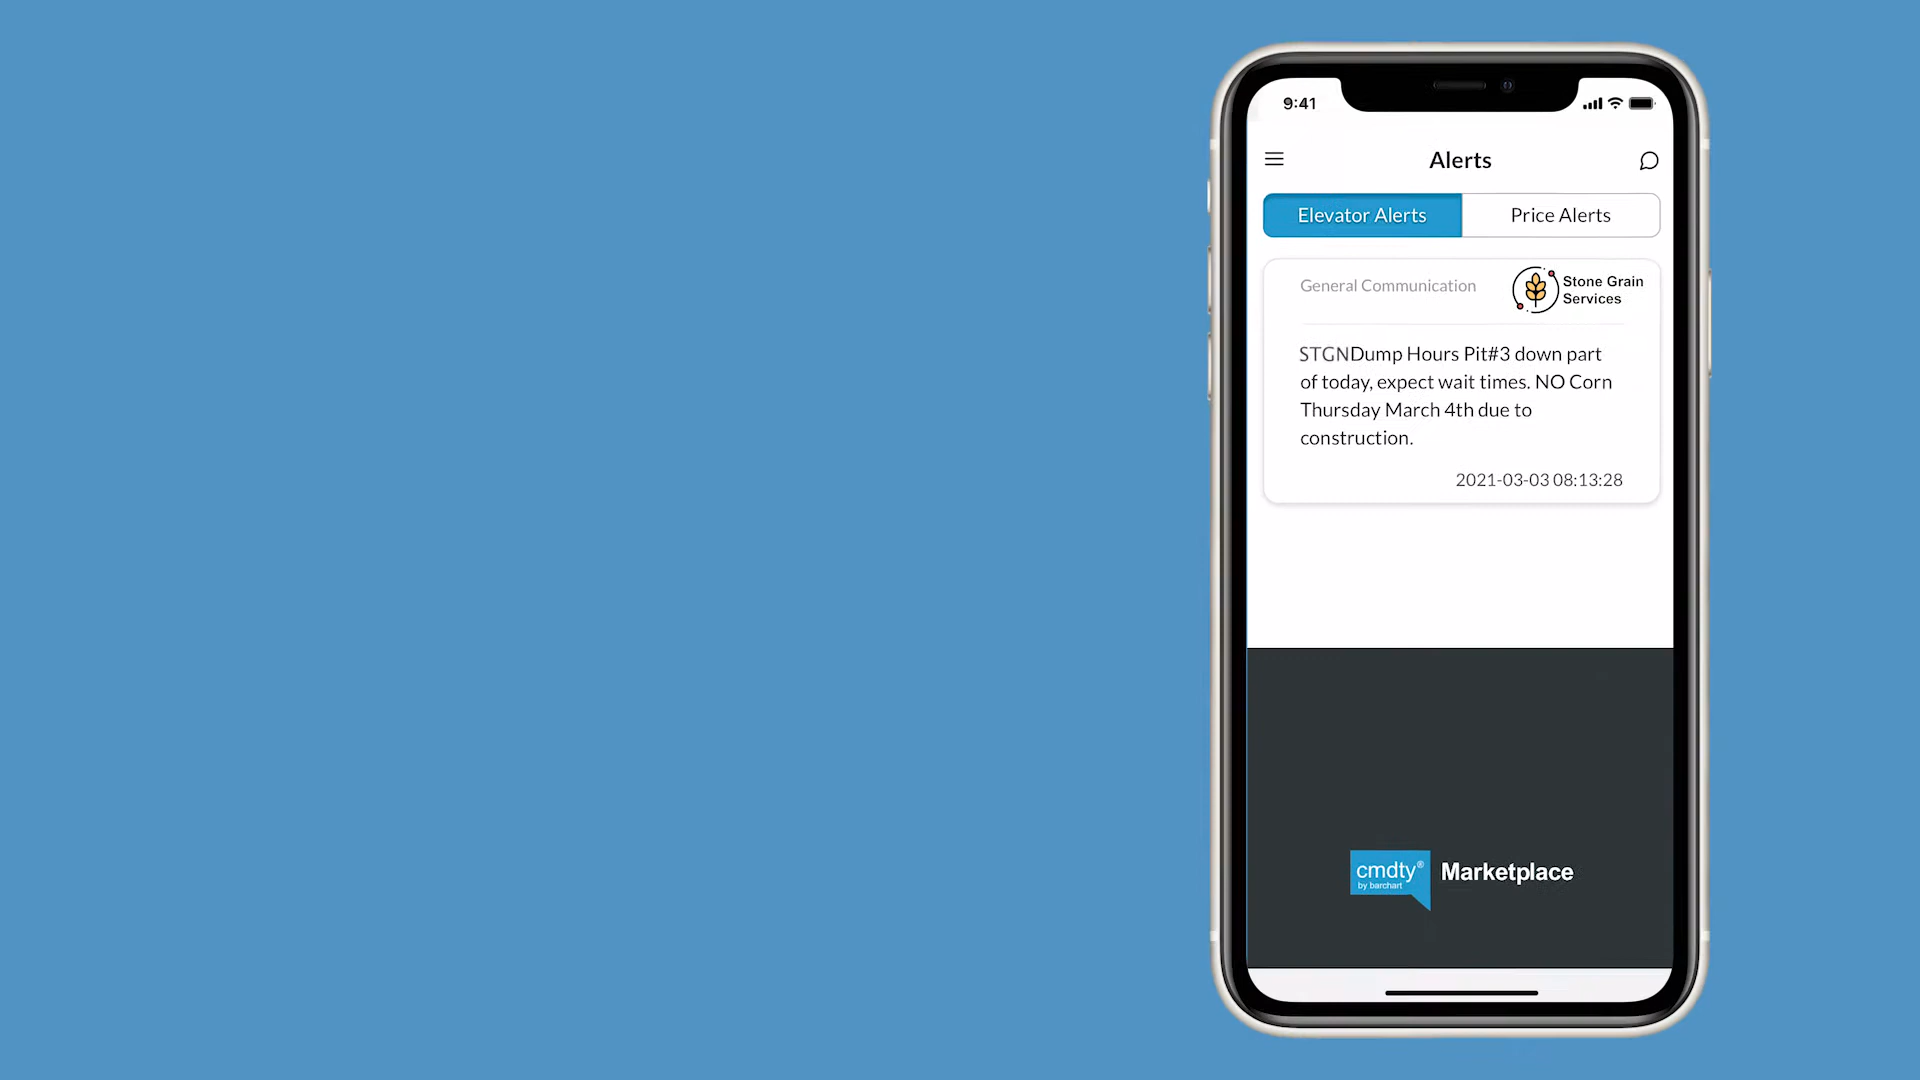 9:41
Alerts
Elevator Alerts
Price Alerts
General Communication
Stone Grain
Services
STGNDump Hours Pit#3 down part
of today, expect wait times. NO Corn
Thursday March 4th due to
construction.
2021-03-03 08:13:28
cmdty®
by barchart
Marketplace